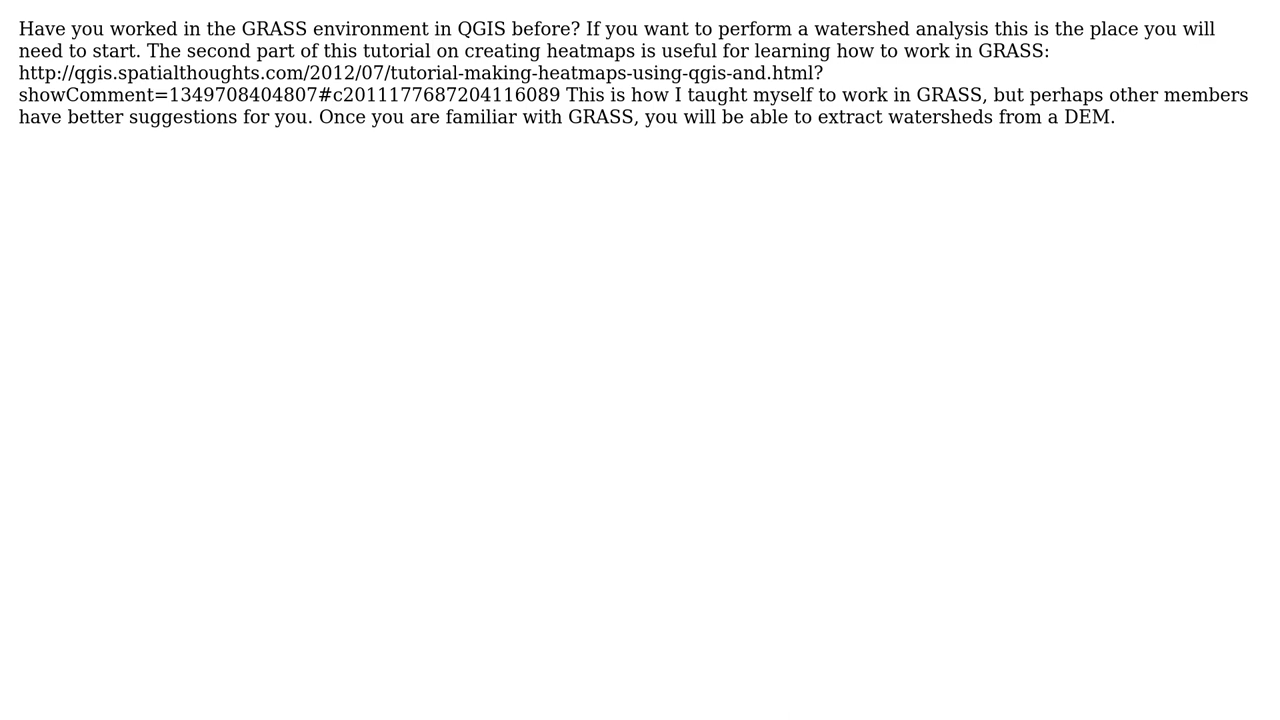 Have you worked in the GRASS environment in QGIS before? If you want to perform a watershed analysis this is the place you will
need to start. The second part of this tutorial on creating heatmaps is useful for learning how to work in GRASS:
http://qgis.spatialthoughts.com/2012/07/tutorial-making-heatmaps-using-qgis-and.html?
showComment=1349708404807#c2011177687204116089 This is how I taught myself to work in GRASS, but perhaps other members
have better suggestions for you. Once you are familiar with GRASS, you will be able to extract watersheds from a DEM.